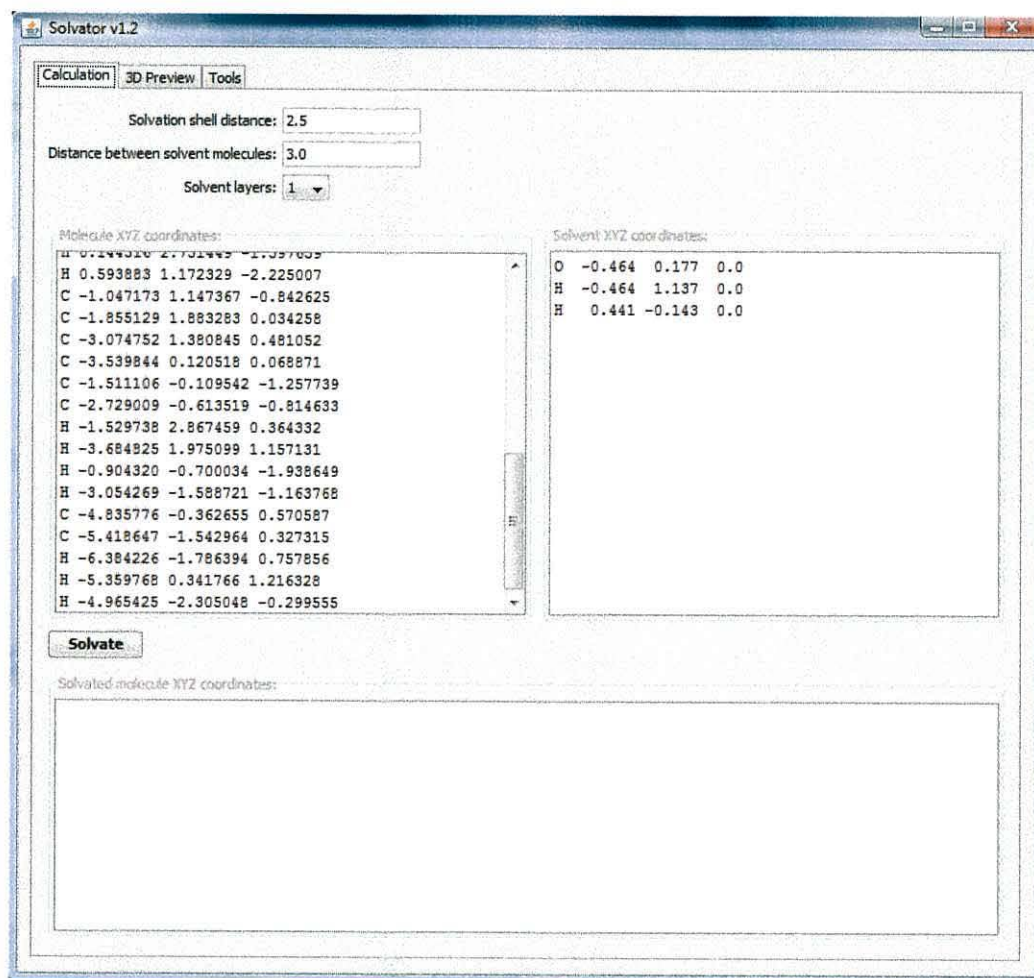 Solvator v1.2
Calculation 3D Preview Tools
Solvation shell distance: 2.5
Distance between solvent molecules: 3.0
Solvent layers: 1
Molecule XYZ coordinates:
H 0.593883 1.172329 -2.225007
C -1.047173 1.147367 -0.842625
C -1.855129 1.883283 0.034258
C -3.074752 1.380845 0.481052
C -3.539844 0.120518 0.068871
C -1.511106 -0.109542 -1.257739
C -2.729009 -0.613519 -0.814633
H -1.529738 2.867459 0.364332
H -3.684825 1.975099 1.157131
H -0.904320 -0.700034 -1.938649
H -3.054269 -1.588721 -1.163768
C -4.835776 -0.362655 0.570587
C -5.418647 -1.542964 0.327315
H -6.384226 -1.786394 0.757856
H -5.359768 0.341766 1.216328
H -4.965425 -2.305048 -0.299555
Solvent XYZ coordinates:
O -0.464 0.177 0.0
H -0.464 1.137 0.0
H 0.441 -0.143 0.0
Solvate
Solvated molecule XYZ coordinates: